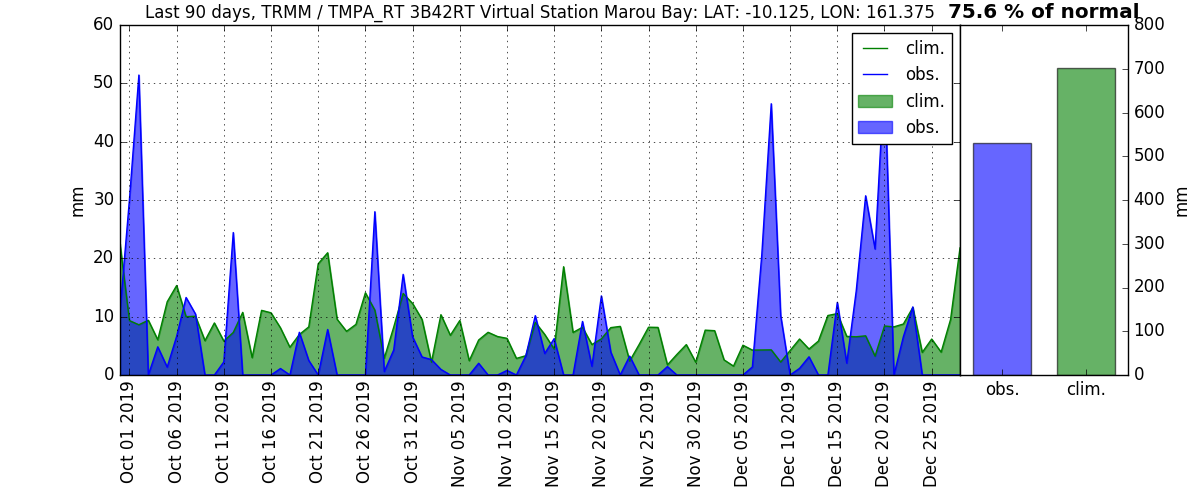 Last 90 days, TRMM / TMPA_RT 3B42RT Virtual Station Marou Bay: LAT: -10.125, LON: 161.375
75.6 % of normal
mm
60
50
40
30
20
10
0
clim.
obs.
clim.
obs.
Oct 01 2019
Oct 06 2019
Oct 11 2019
Oct 16 2019
Oct 21 2019
Oct 26 2019
Oct 31 2019
Nov 05 2019
Nov 10 2019
Nov 15 2019
Nov 20 2019
Nov 25 2019
Nov 30 2019
Dec 05 2019
Dec 10 2019
Dec 15 2019
Dec 20 2019
Dec 25 2019
obs.
clim.
800
700
600
500
400
300
200
100
0
mm